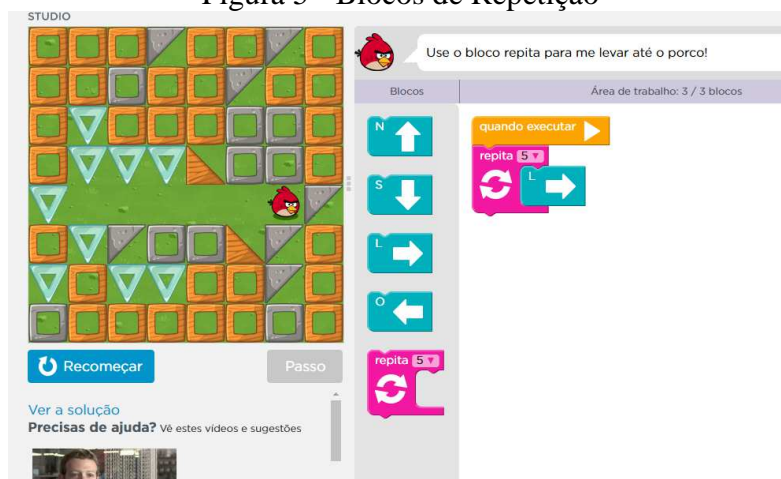 Figura 5 - Blocos de Repetição
STUDIO
Use o bloco repita para me levar até o porco!
Blocos
Área de trabalho: 3 / 3 blocos
N
S
L
O
repita 5
quando executar
repita 5
L
Recomeçar
Passo
Ver a solução
Precisas de ajuda? Vê estes vídeos e sugestões